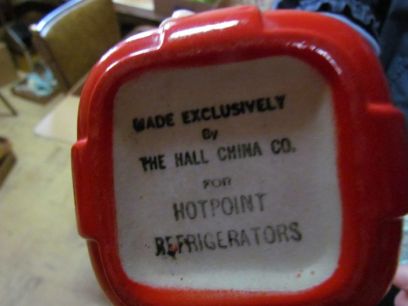 MADE EXCLUSIVELY
By
THE HALL CHINA CO.
FOR
HOTPOINT
REFRIGERATORS